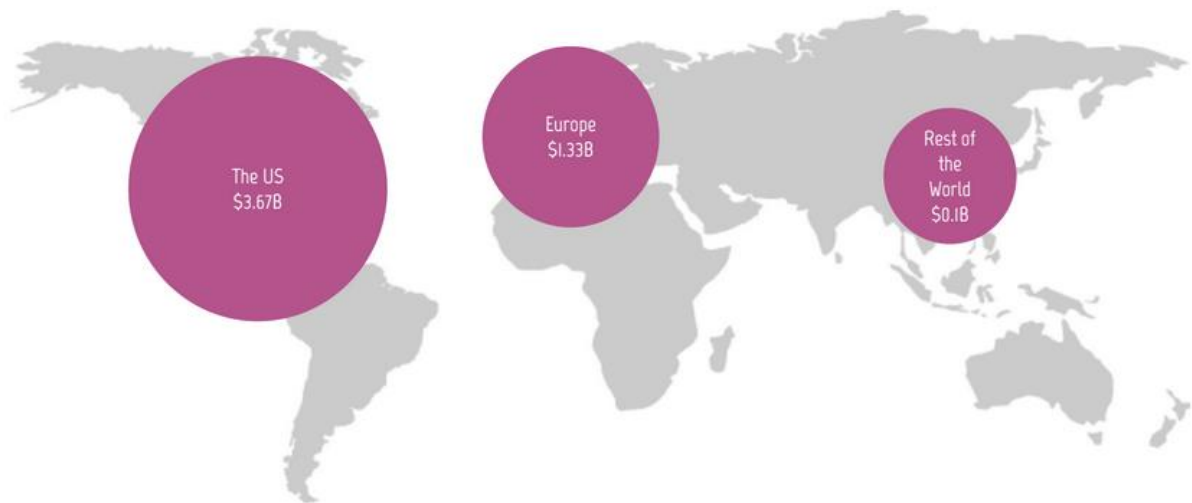 The US
$3.67B
Europe
$1.33B
Rest of
the
World
$0.1B